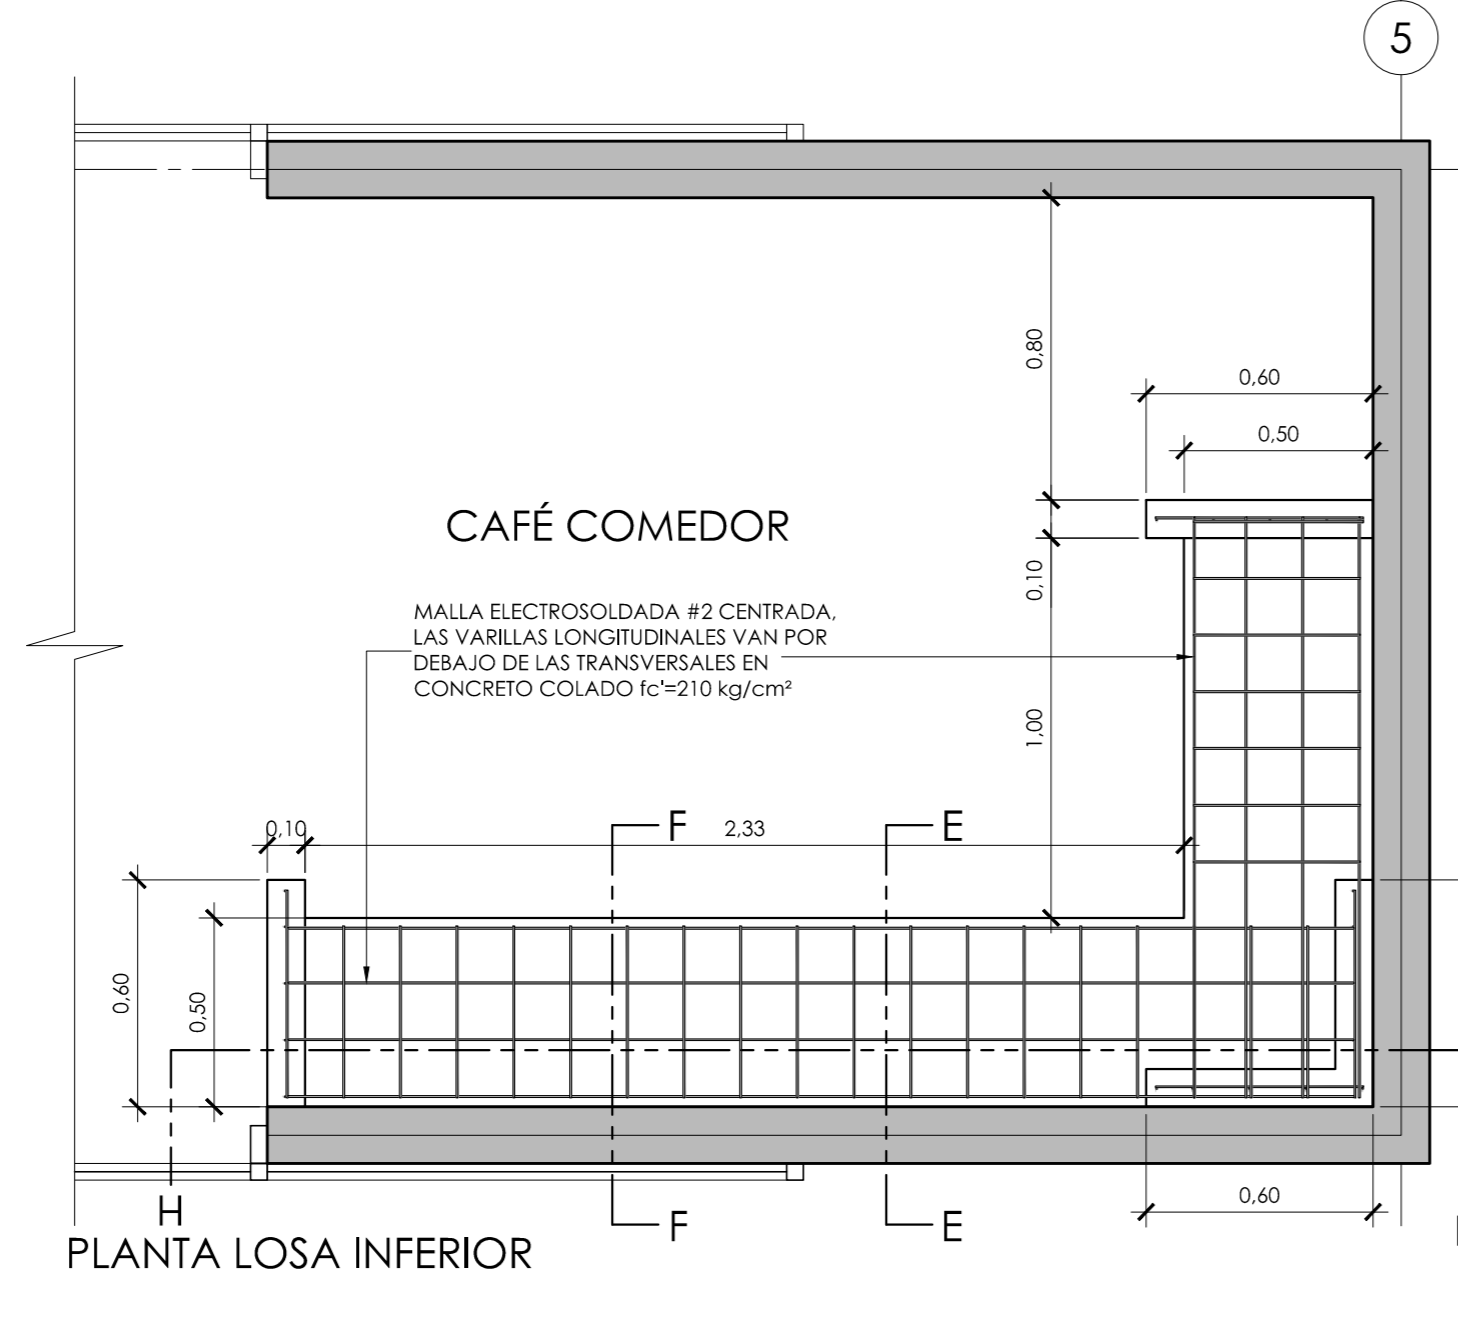 5
0,80
0,60
0,50
CAFÉ COMEDOR
0,10
MALLA ELECTROSOLDADA #2 CENTRADA,
LAS VARILLAS LONGITUDINALES VAN POR
DEBAJO DE LAS TRANSVERSALES EN
CONCRETO COLADO fc'=210 kg/cm²
1,00
0,10
F
2,33
E
0,60
0,50
H
F
E
0,60
PLANTA LOSA INFERIOR